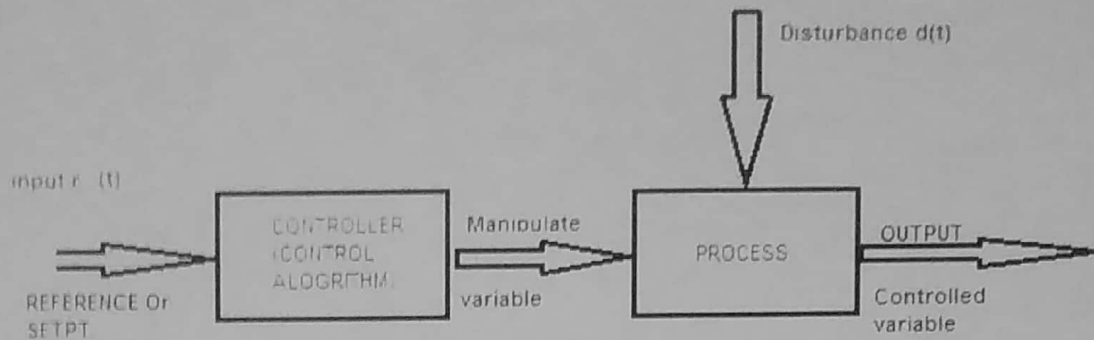 Disturbance d(t)
input r (t)
CONTROLLER
(CONTROL
ALOGRITHM.
Manipulate
variable
PROCESS
OUTPUT
Controlled
variable
REFERENCE Or
SETPT.